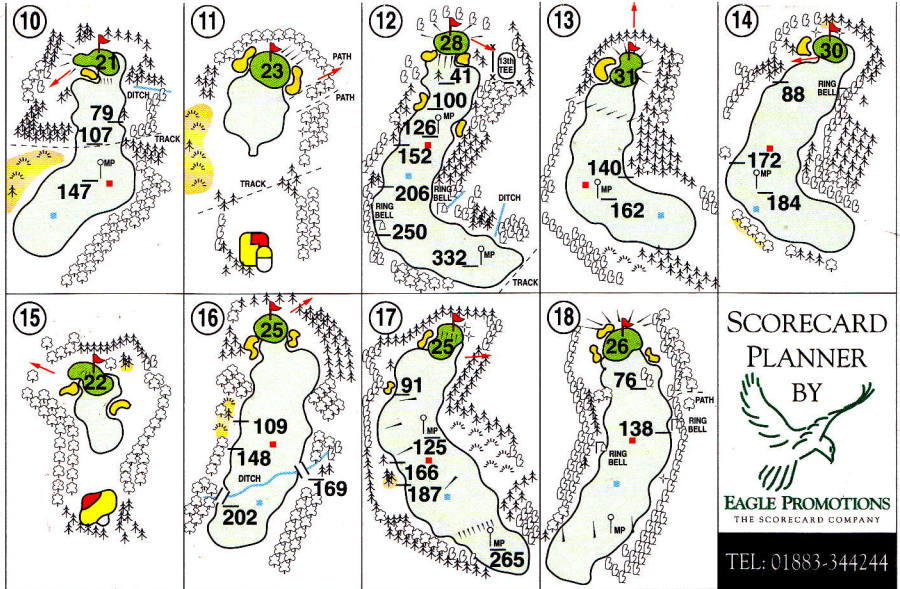 10
21
DITCH
79
107
TRACK
MP
147
11
23
PATH
PATH
TRACK
12
28
13th
TEE
41
100
126
MP
152
206
RING
BELL
RING
BELL
DITCH
250
332
MP
TRACK
13
31
140
MP
162
14
30
RING
BELL
88
172
MP
184
15
22
16
25
109
148
DITCH
169
202
17
25
91
MP
125
166
187
MP
265
18
26
76
PATH
138
RING
BELL
RING
BELL
MP
SCORECARD
PLANNER
BY
EAGLE PROMOTIONS
THE SCORECARD COMPANY
TEL: 01883-344244